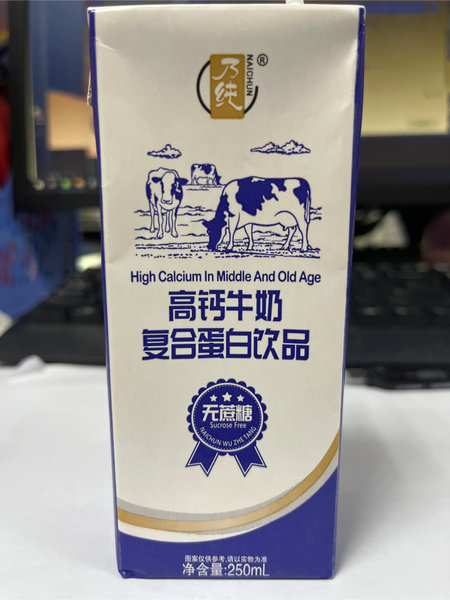 乃纯
NAICHUN
®
High Calcium In Middle And Old Age
高钙牛奶
复合蛋白饮品
无蔗糖
Sucrose Free
NAICHUN WU ZHE TANG
图案仅供参考,请以实物为准
净含量:250mL